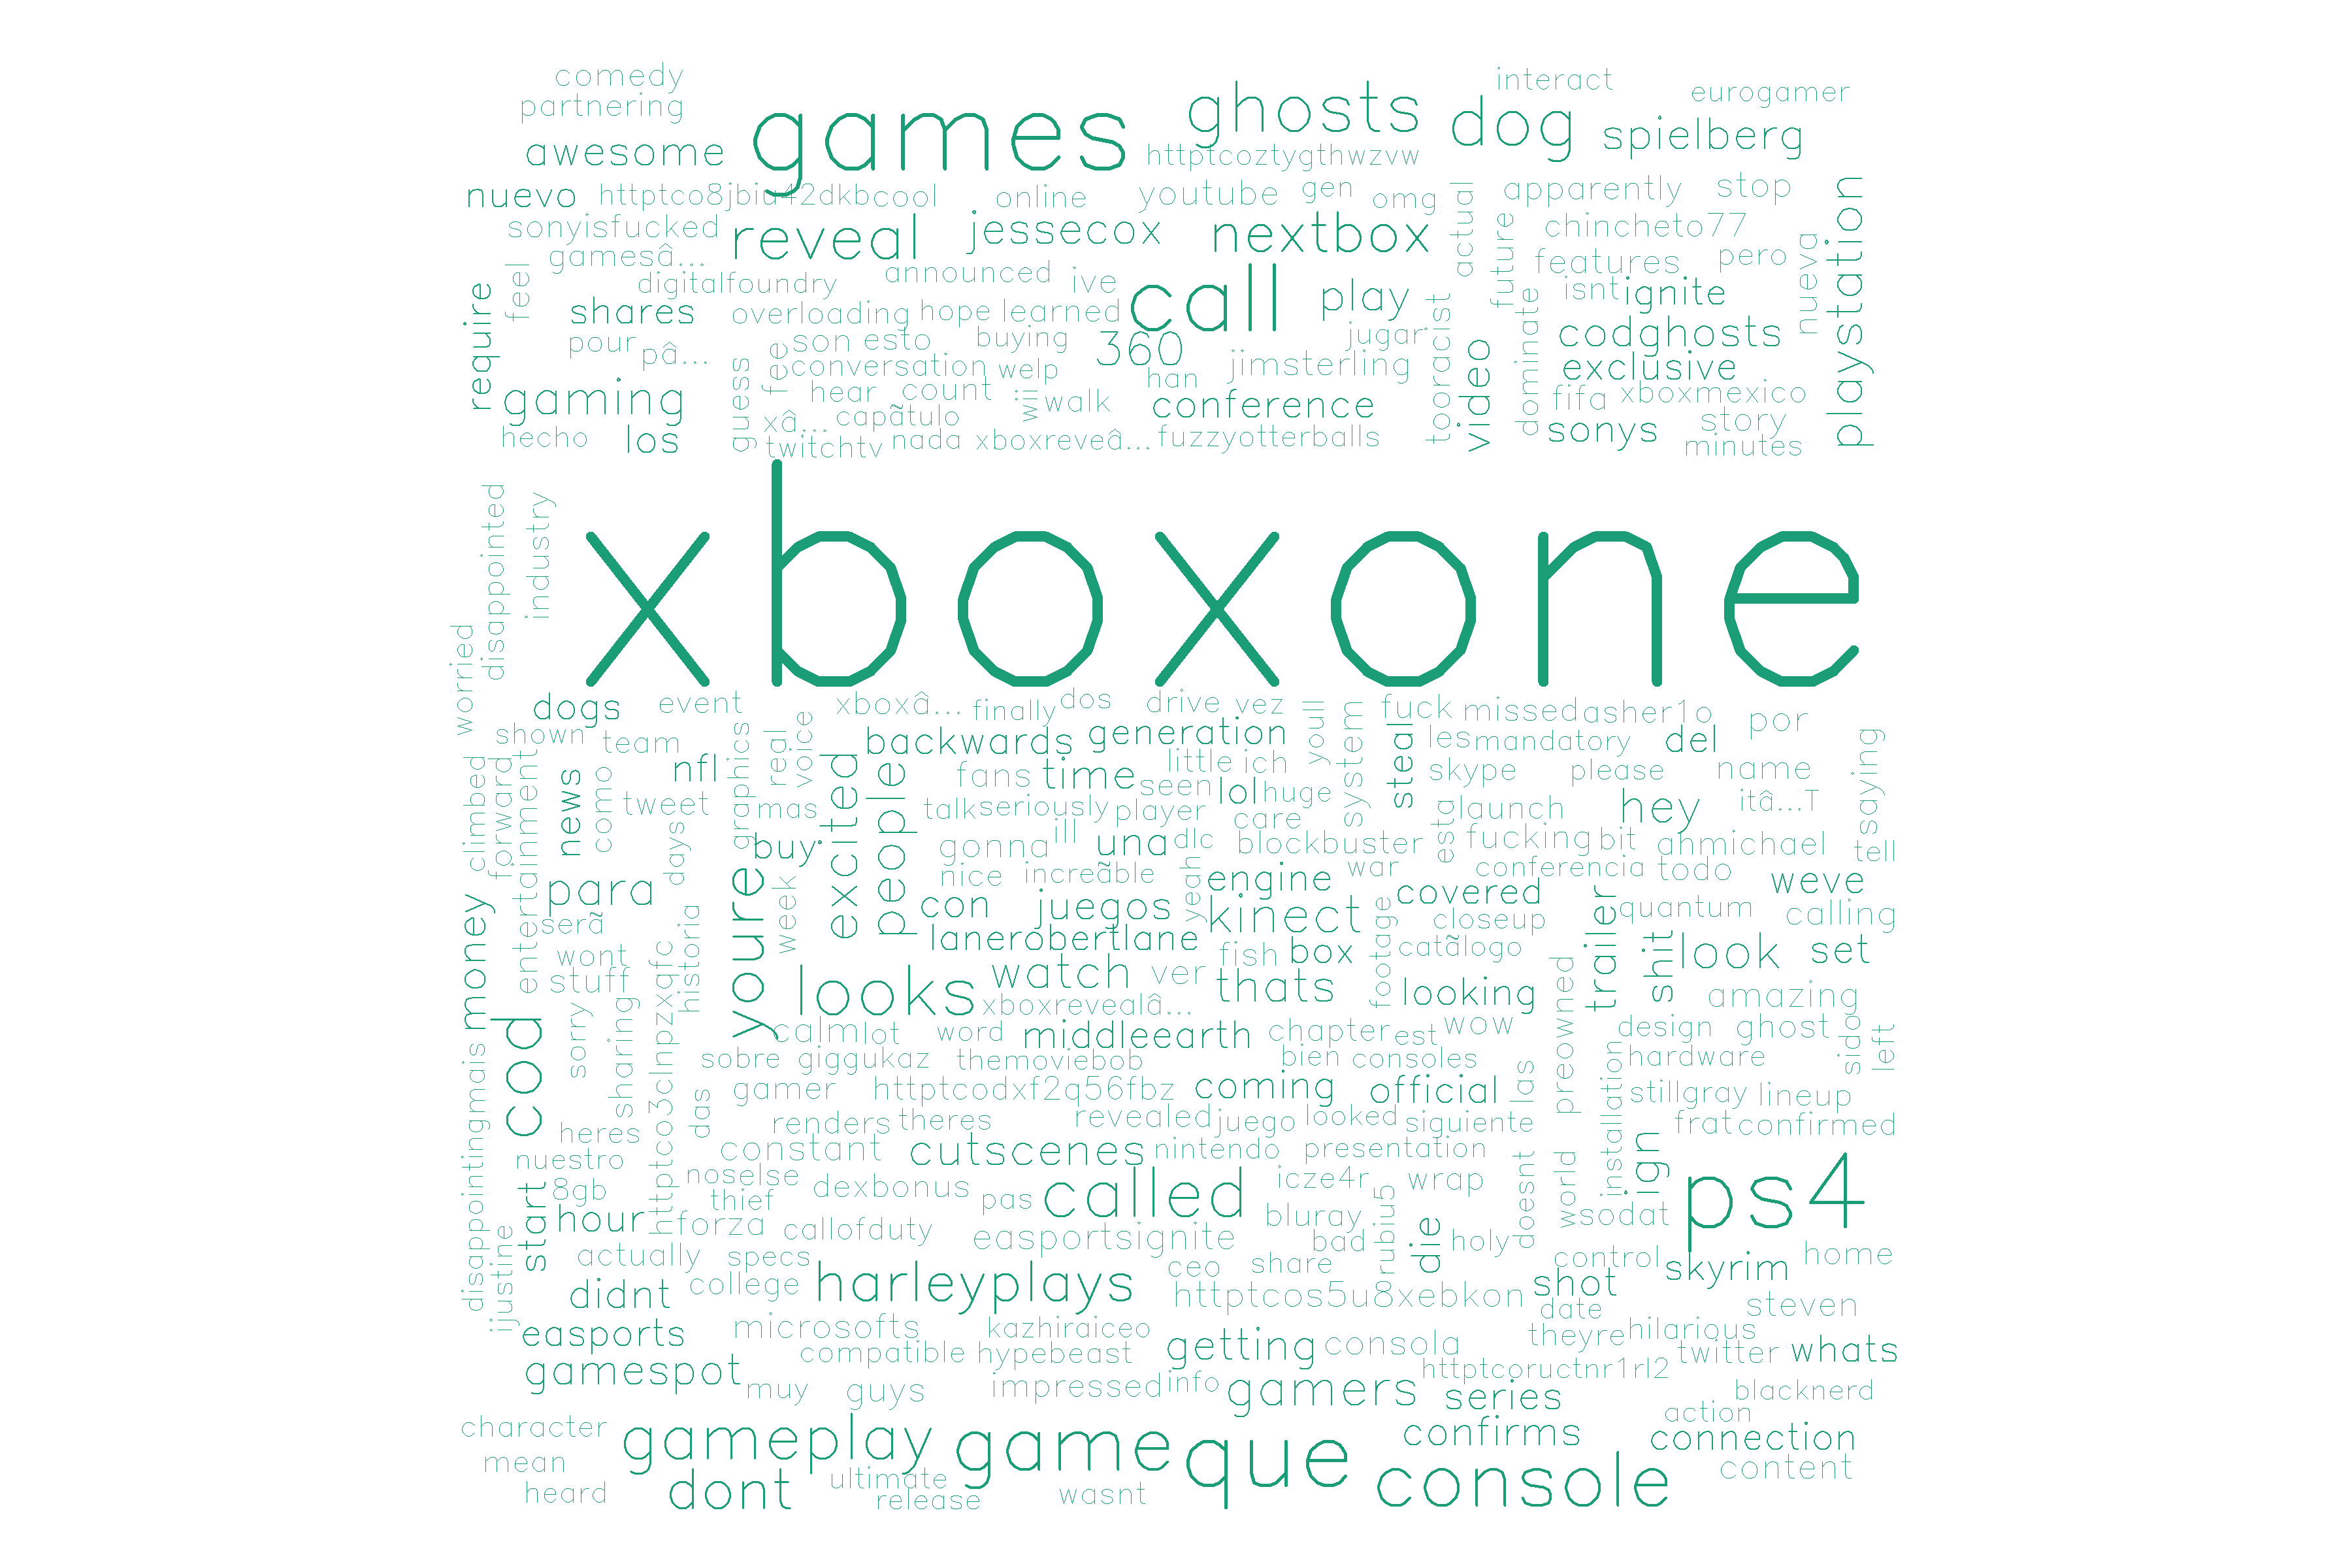 comedy
interact
partnering
games
ghosts
dog
eurogamer
awesome
spielberg
httptcoztygthwzvw
nuevo
httptco8jbiu42dkb
cool
online
youtube
gen
omg
actual
apparently
stop
playstation
sonyisfucked
reveal
jessecox
nextbox
future
chincheto77
gamesâ...
feel
digitalfoundry
announced
ive
call
play
features
pero
nueva
require
shares
overloading
hope
learned
isnt
ignite
pour
pâ...
son
esto
buying
360
jugar
tooracist
video
dominate
codghosts
guess
fee
conversation
welp
han
jimsterling
exclusive
gaming
hear
count
wii
walk
conference
fifa
xboxmexico
hecho
los
xâ...
capãtulo
twitchtv
nada
xboxreveâ...
fuzzyotterballs
sonys
story
minutes
disappointed
industry
xboxone
worried
dogs
event
xboxâ...
finally
dos
drive
vez
youll
system
fuck
missed
asher1o
por
shown
team
graphics
real
voice
backwards
generation
steal
les
mandatory
del
saying
climbed
forward
entertainment
news
como
nfl
excited
people
fans
time
little
ich
skype
please
name
tweet
mas
talk
seriously
player
seen
lol
huge
launch
hey
itâ...T
days
buy
gonna
ill
una
dlc
care
blockbuster
esta
fucking
bit
ahmichael
tell
money
para
youre
week
nice
increãble
yeah
engine
war
conferencia
todo
weve
serã
historia
con
juegos
kinect
covered
closeup
trailer
quantum
calling
wont
lanerobertlane
fish
box
footage
catãlogo
shit
look
set
stuff
looks
watch
ver
thats
looking
preowned
amazing
cod
sorry
sharing
httptco3clnpzxqfc
xboxrevealâ...
calm
lot
word
middleearth
chapter
est
wow
design
ghost
sido
left
disappointing
mais
sobre
giggukaz
themoviebob
bien
consoles
hardware
das
gamer
httptcodxf2q56fbz
coming
official
las
installation
stillgray
lineup
heres
renders
theres
revealed
juego
looked
siguiente
frat
confirmed
nuestro
constant
cutscenes
nintendo
presentation
doesnt
world
ign
ps4
start
8gb
noselse
thief
dexbonus
pas
called
icze4r
wrap
hour
forza
callofduty
easportsignite
bluray
bad
rubiu5
die
holy
sodat
ijustine
actually
specs
ceo
share
control
skyrim
home
didnt
college
harleyplays
httptcos5u8xebkon
shot
date
steven
easports
microsofts
kazhiraiceo
getting
consola
theyre
hilarious
gamespot
compatible
hypebeast
httptcoructnr1rl2
twitter
whats
muy
guys
impressed
info
gamers
series
blacknerd
character
gameplay
game
que
confirms
action
connection
mean
dont
ultimate
console
content
heard
release
wasnt